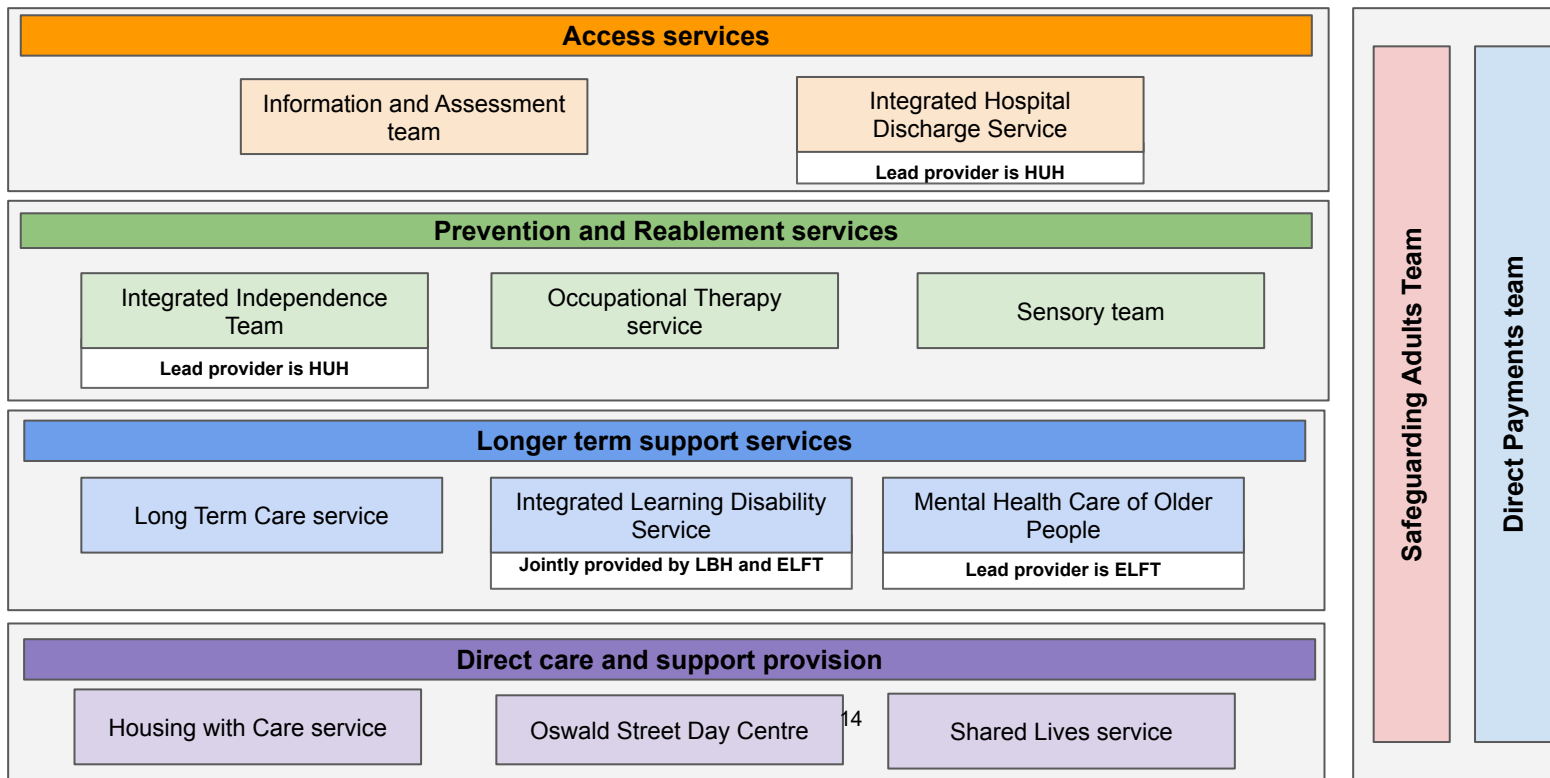 Access services
Information and Assessment
team
Integrated Hospital
Discharge Service
Lead provider is HUH
Prevention and Reablement services
Integrated Independence
Team
Lead provider is HUH
Occupational Therapy
service
Sensory team
Longer term support services
Long Term Care service
Integrated Learning Disability
Service
Jointly provided by LBH and ELFT
Mental Health Care of Older
People
Lead provider is ELFT
Direct care and support provision
Housing with Care service
Oswald Street Day Centre
14
Shared Lives service
Safeguarding Adults Team
Direct Payments team